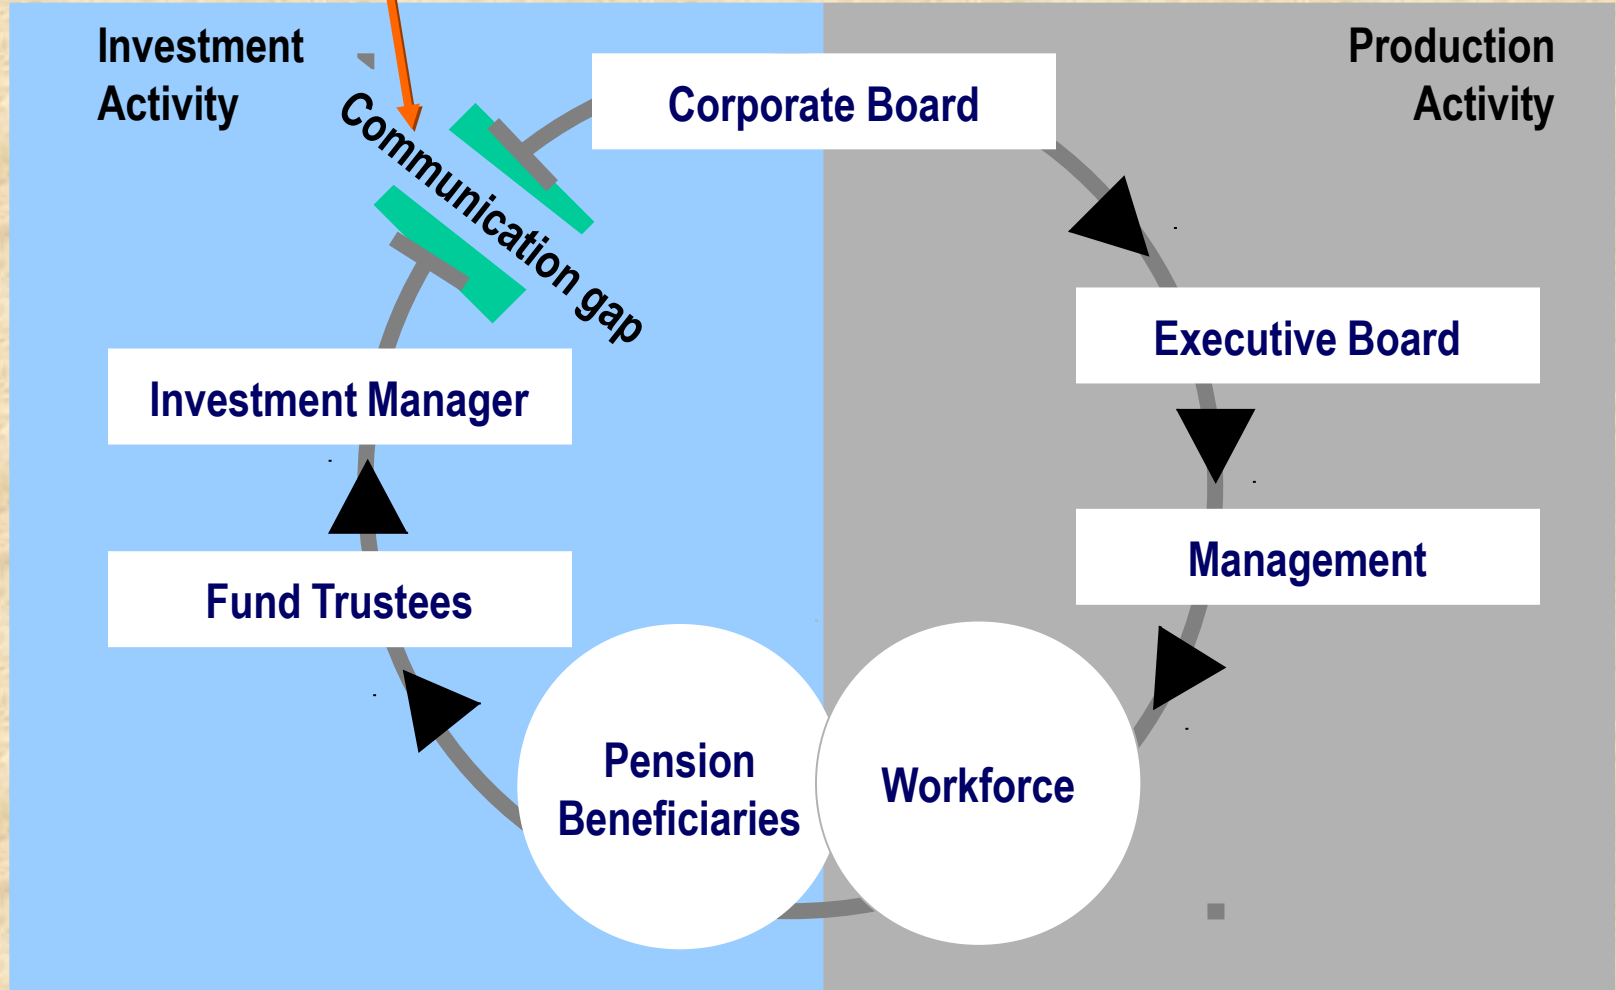 Investment
Activity
Production
Activity
Corporate Board
Communication gap
Executive Board
Investment Manager
Management
Fund Trustees
Pension
Beneficiaries
Workforce